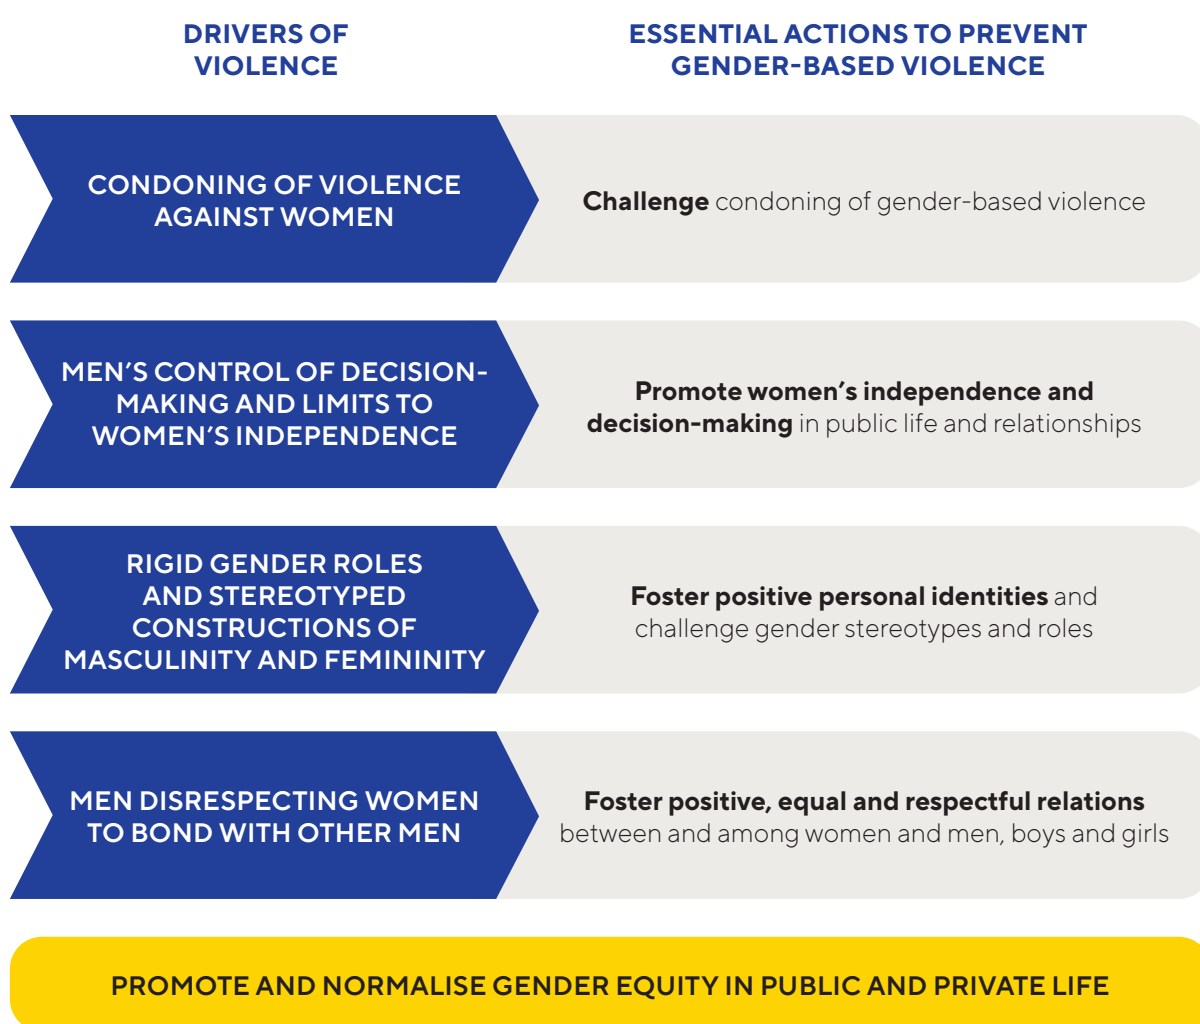 DRIVERS OF
VIOLENCE
ESSENTIAL ACTIONS TO PREVENT
GENDER-BASED VIOLENCE
CONDONING OF VIOLENCE
AGAINST WOMEN
Challenge condoning of gender-based violence
MEN’S CONTROL OF DECISION-
MAKING AND LIMITS TO
WOMEN’S INDEPENDENCE
Promote women’s independence and
decision-making in public life and relationships
RIGID GENDER ROLES
AND STEREOTYPED
CONSTRUCTIONS OF
MASCULINITY AND FEMININITY
Foster positive personal identities and
challenge gender stereotypes and roles
MEN DISRESPECTING WOMEN
TO BOND WITH OTHER MEN
Foster positive, equal and respectful relations
between and among women and men, boys and girls
PROMOTE AND NORMALISE GENDER EQUITY IN PUBLIC AND PRIVATE LIFE